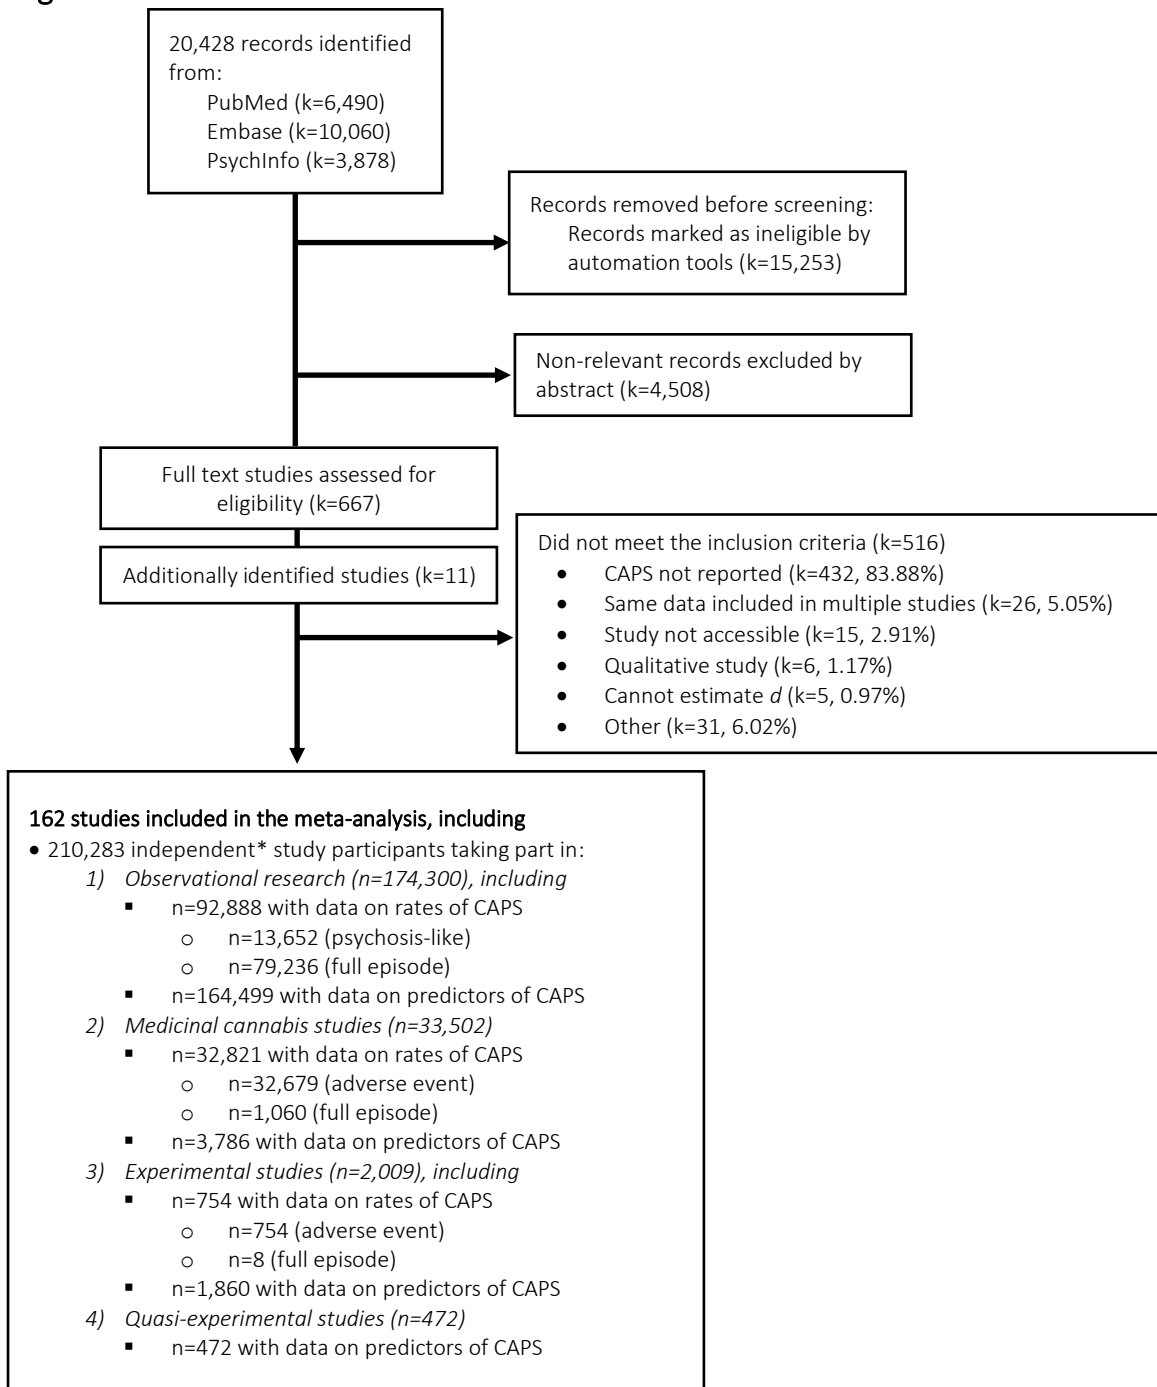 20,428 records identified
from:
PubMed (k=6,490)
Embase (k=10,060)
PsychInfo (k=3,878)
Records removed before screening:
Records marked as ineligible by
automation tools (k=15,253)
Non-relevant records excluded by
abstract (k=4,508)
Full text studies assessed for
eligibility (k=667)
Additionally identified studies (k=11)
Did not meet the inclusion criteria (k=516)
• CAPS not reported (k=432, 83.88%)
• Same data included in multiple studies (k=26, 5.05%)
• Study not accessible (k=15, 2.91%)
• Qualitative study (k=6, 1.17%)
• Cannot estimate d (k=5, 0.97%)
• Other (k=31, 6.02%)
162 studies included in the meta-analysis, including
• 210,283 independent* study participants taking part in:
1) Observational research (n=174,300), including
▪ n=92,888 with data on rates of CAPS
o n=13,652 (psychosis-like)
o n=79,236 (full episode)
▪ n=164,499 with data on predictors of CAPS
2) Medicinal cannabis studies (n=33,502)
▪ n=32,821 with data on rates of CAPS
o n=32,679 (adverse event)
o n=1,060 (full episode)
▪ n=3,786 with data on predictors of CAPS
3) Experimental studies (n=2,009), including
▪ n=754 with data on rates of CAPS
o n=754 (adverse event)
o n=8 (full episode)
▪ n=1,860 with data on predictors of CAPS
4) Quasi-experimental studies (n=472)
▪ n=472 with data on predictors of CAPS